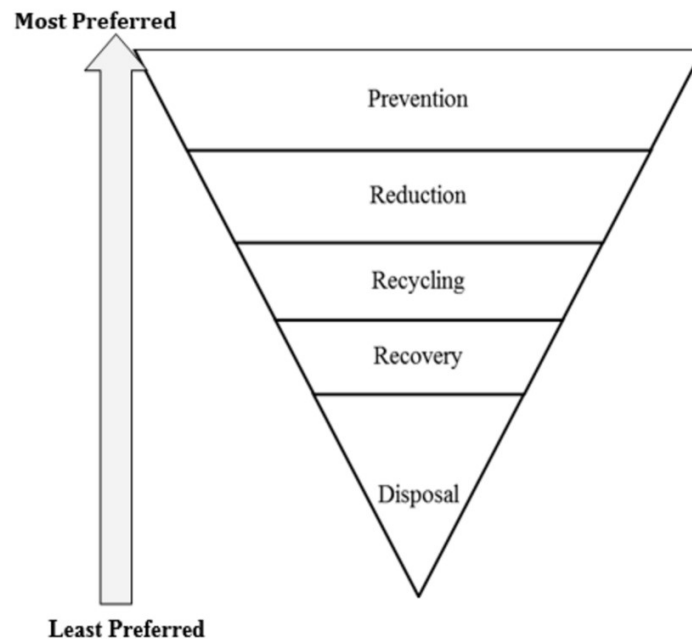 Most Preferred
Prevention
Reduction
Recycling
Recovery
Disposal
Least Preferred